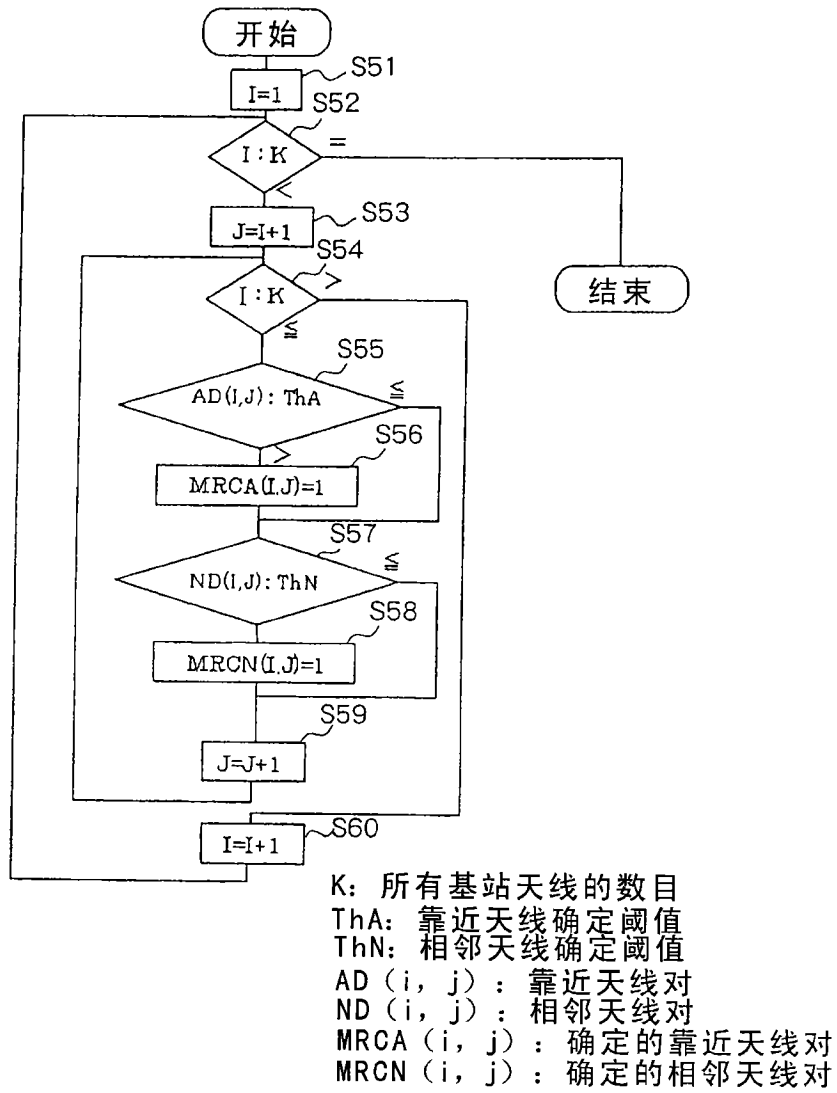 开始
S51
I=1
S52
I:K
=
<
S53
J=I+1
S54
I:K
>
≦
S55
AD(I,J):ThA
≦
S56
>
MRCA(I,J)=1
S57
ND(I,J):ThN
≦
S58
MRCN(I,J)=1
S59
J=J+1
S60
I=I+1
结束
K: 所有基站天线的数目
ThA: 靠近天线确定阈值
ThN: 相邻天线确定阈值
AD (i, j): 靠近天线对
ND (i, j): 相邻天线对
MRCA (i, j): 确定的靠近天线对
MRCN (i, j): 确定的相邻天线对